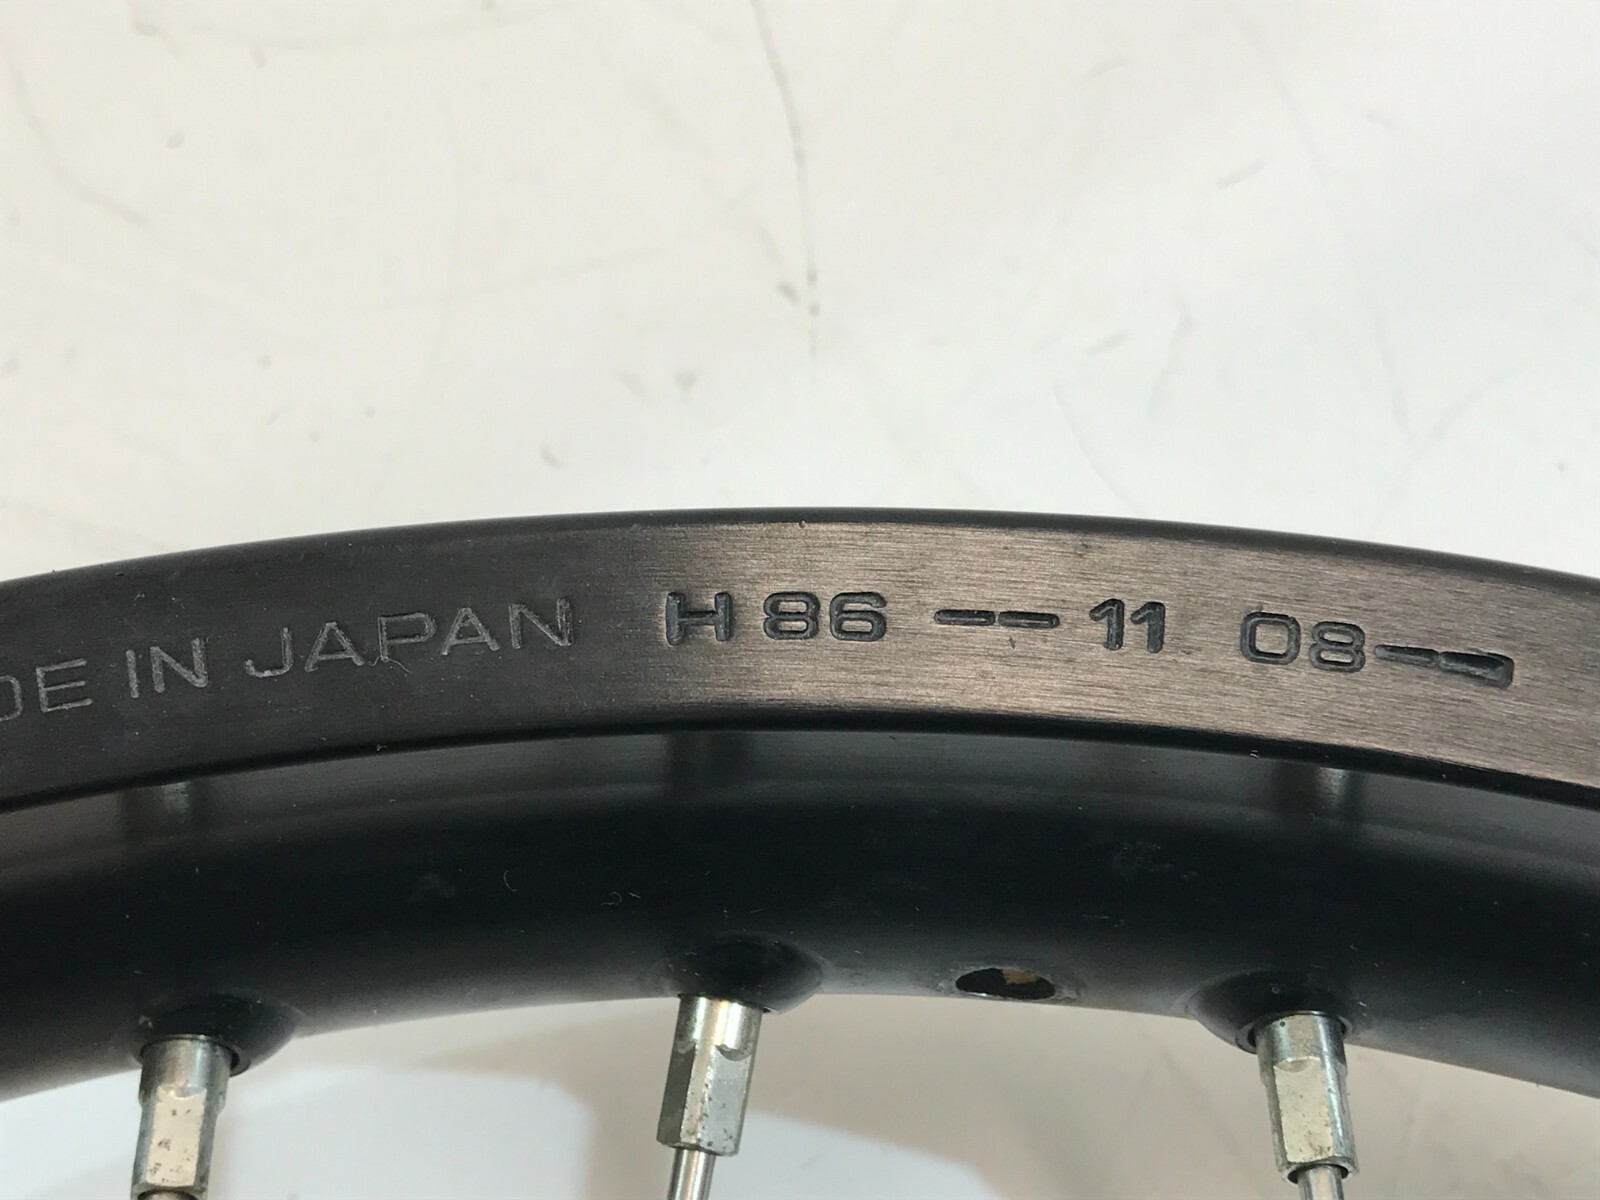 DE IN JAPAN H 86 -- 11 08--